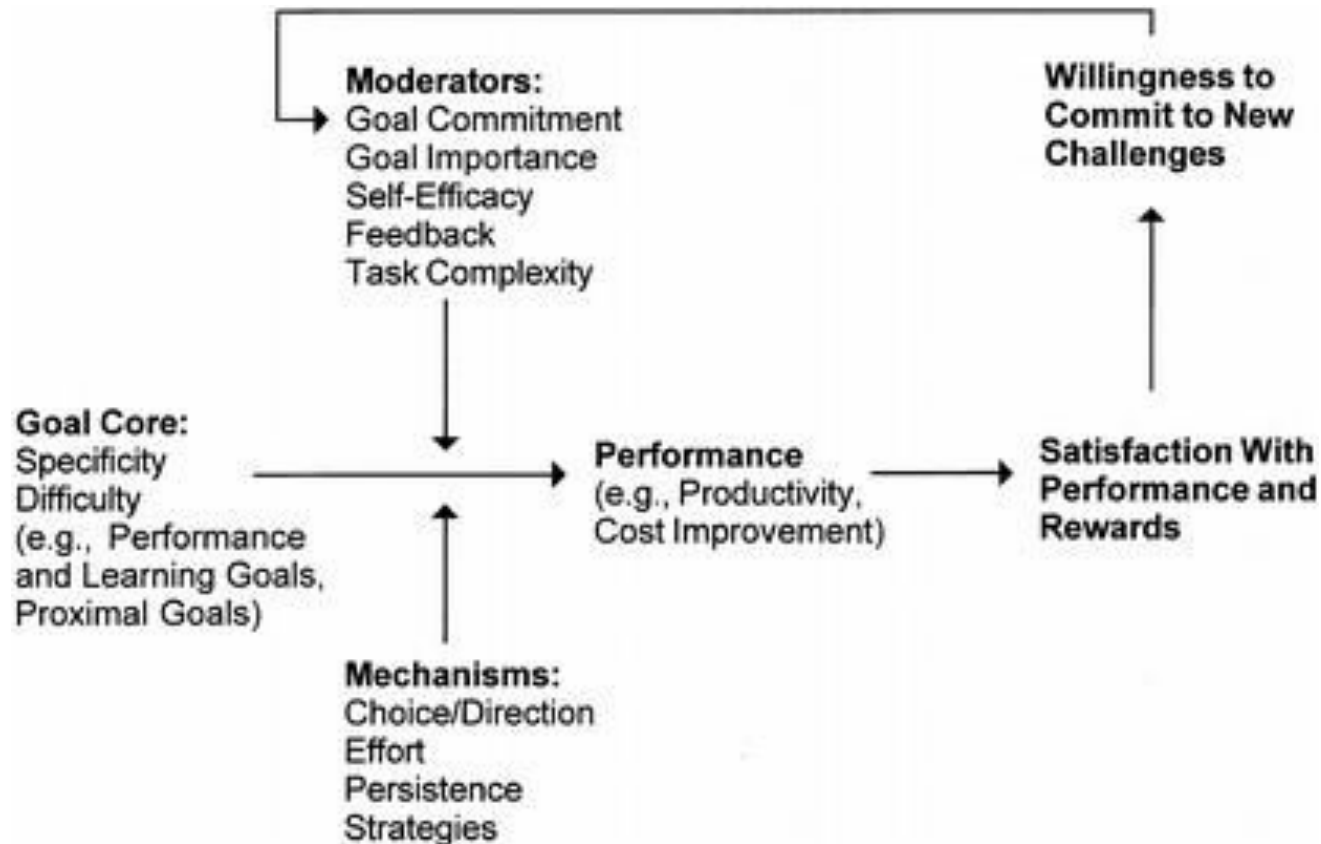 Moderators:
Goal Commitment
Goal Importance
Self-Efficacy
Feedback
Task Complexity
Willingness to
Commit to New
Challenges
Goal Core:
Specificity
Difficulty
(e.g., Performance
and Learning Goals,
Proximal Goals)
Performance
(e.g., Productivity,
Cost Improvement)
Satisfaction With
Performance and
Rewards
Mechanisms:
Choice/Direction
Effort
Persistence
Strategies